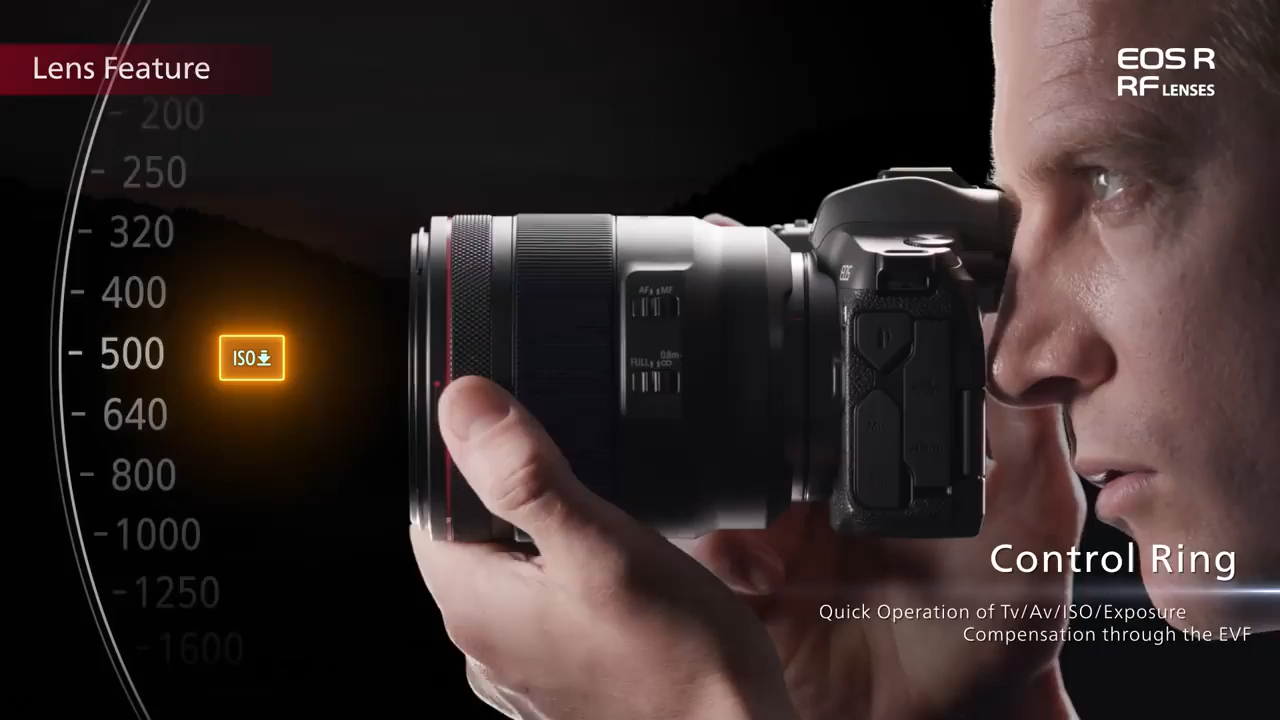 Lens Feature
EOS R
RF LENSES
- 200
- 250
- 320
- 400
- 500
- 640
- 800
- 1000
- 1250
- 1600
ISO
AF MF
0.8m-
FULL ∞
EOS
Control Ring
Quick Operation of Tv/Av/ISO/Exposure
Compensation through the EVF